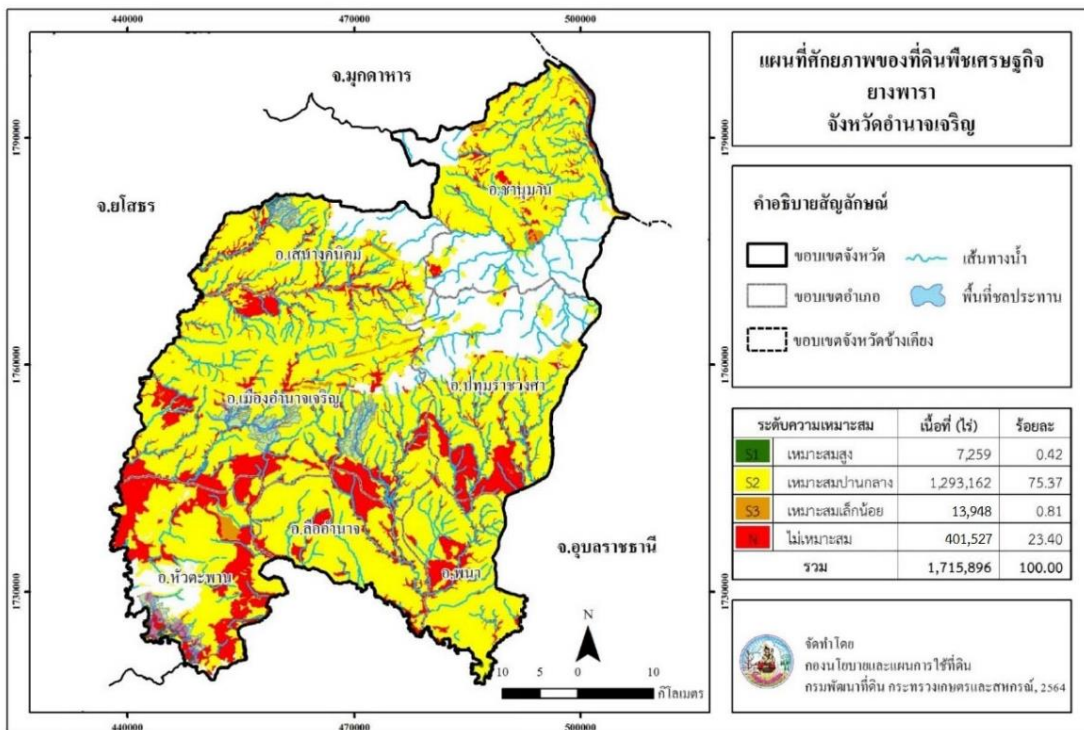 440000 470000 500000
จ.มุกดาหาร
1790000 1790000
อ.ชานุมาน
จ.ยโสธร
อ.เสนางคนิคม
1760000 1760000
อ.ปทุมราชวงศา
อ.เมืองอำนาจเจริญ
อ.ลืออำนาจ
จ.อุบลราชธานี
อ.หัวตะพาน
อ.พนา
1730000 1730000
N
10 5 0 10
กิโลเมตร
440000 470000 500000
แผนที่ศักยภาพของที่ดินพืชเศรษฐกิจ
ยางพารา
จังหวัดอำนาจเจริญ
คำอธิบายสัญลักษณ์
ขอบเขตจังหวัด เส้นทางน้ำ
ขอบเขตอำเภอ พื้นที่ชลประทาน
ขอบเขตจังหวัดข้างเคียง
ระดับความเหมาะสม เนื้อที่ (ไร่) ร้อยละ
S1 เหมาะสมสูง 7,259 0.42
S2 เหมาะสมปานกลาง 1,293,162 75.37
S3 เหมาะสมเล็กน้อย 13,948 0.81
N ไม่เหมาะสม 401,527 23.40
รวม 1,715,896 100.00
จัดทำโดย
กองนโยบายและแผนการใช้ที่ดิน
กรมพัฒนาที่ดิน กระทรวงเกษตรและสหกรณ์, 2564